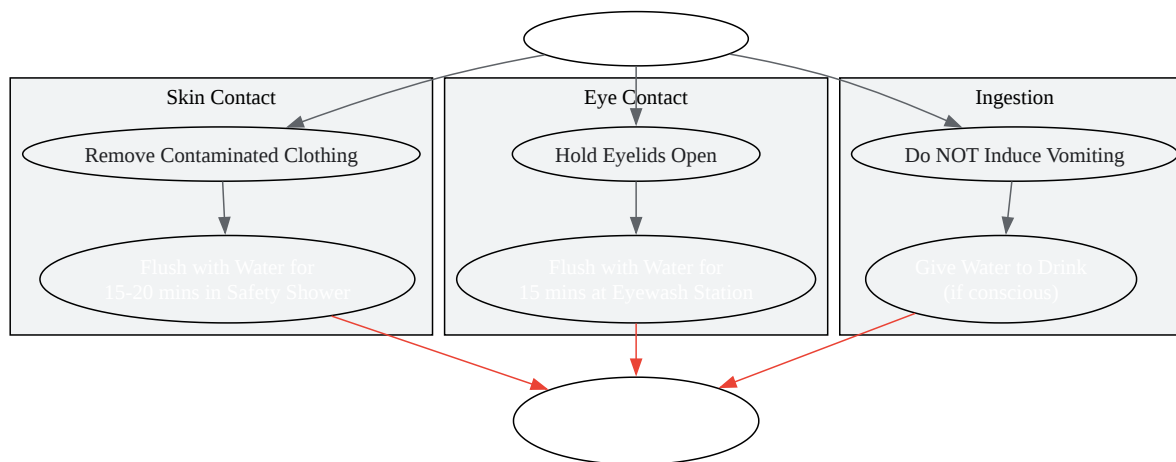 Skin Contact
Eye Contact
Ingestion
Remove Contaminated Clothing
Hold Eyelids Open
Do NOT Induce Vomiting
Flush with Water for
15-20 mins in Safety Shower
Flush with Water for
15 mins at Eyewash Station
Give Water to Drink
(if conscious)